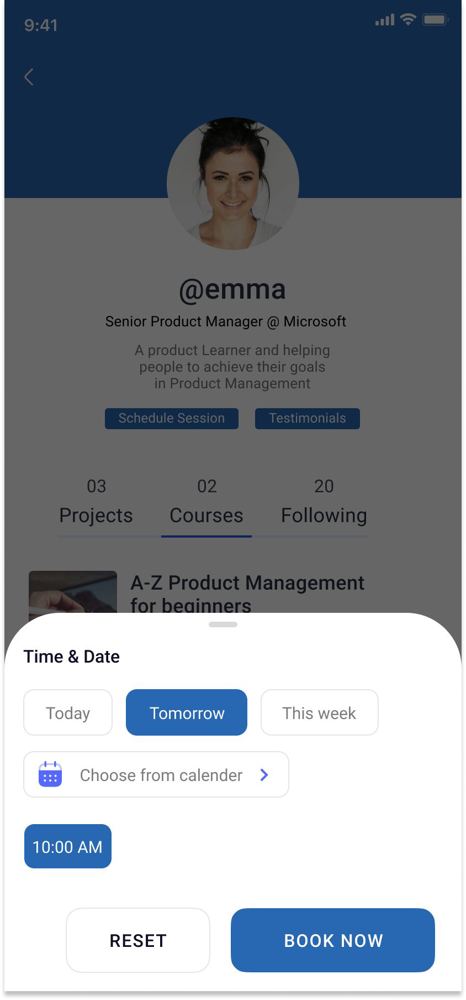 9:41
@emma
Senior Product Manager @ Microsoft
A product Learner and helping
people to achieve their goals
in Product Management
Schedule Session
Testimonials
03
02
20
Projects
Courses
Following
A-Z Product Management
for beginners
Time & Date
Today
Tomorrow
This week
Choose from calender
10:00 AM
RESET
BOOK NOW